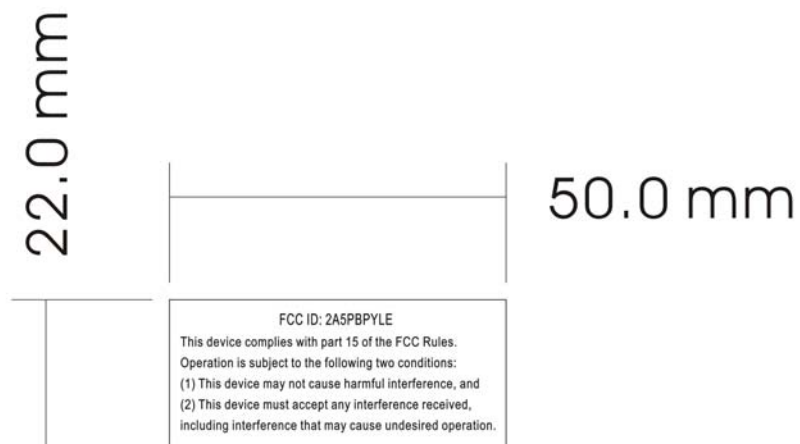 22.0 mm
50.0 mm
FCC ID: 2A5PBPYLE
This device complies with part 15 of the FCC Rules.
Operation is subject to the following two conditions:
(1) This device may not cause harmful interference, and
(2) This device must accept any interference received,
including interference that may cause undesired operation.